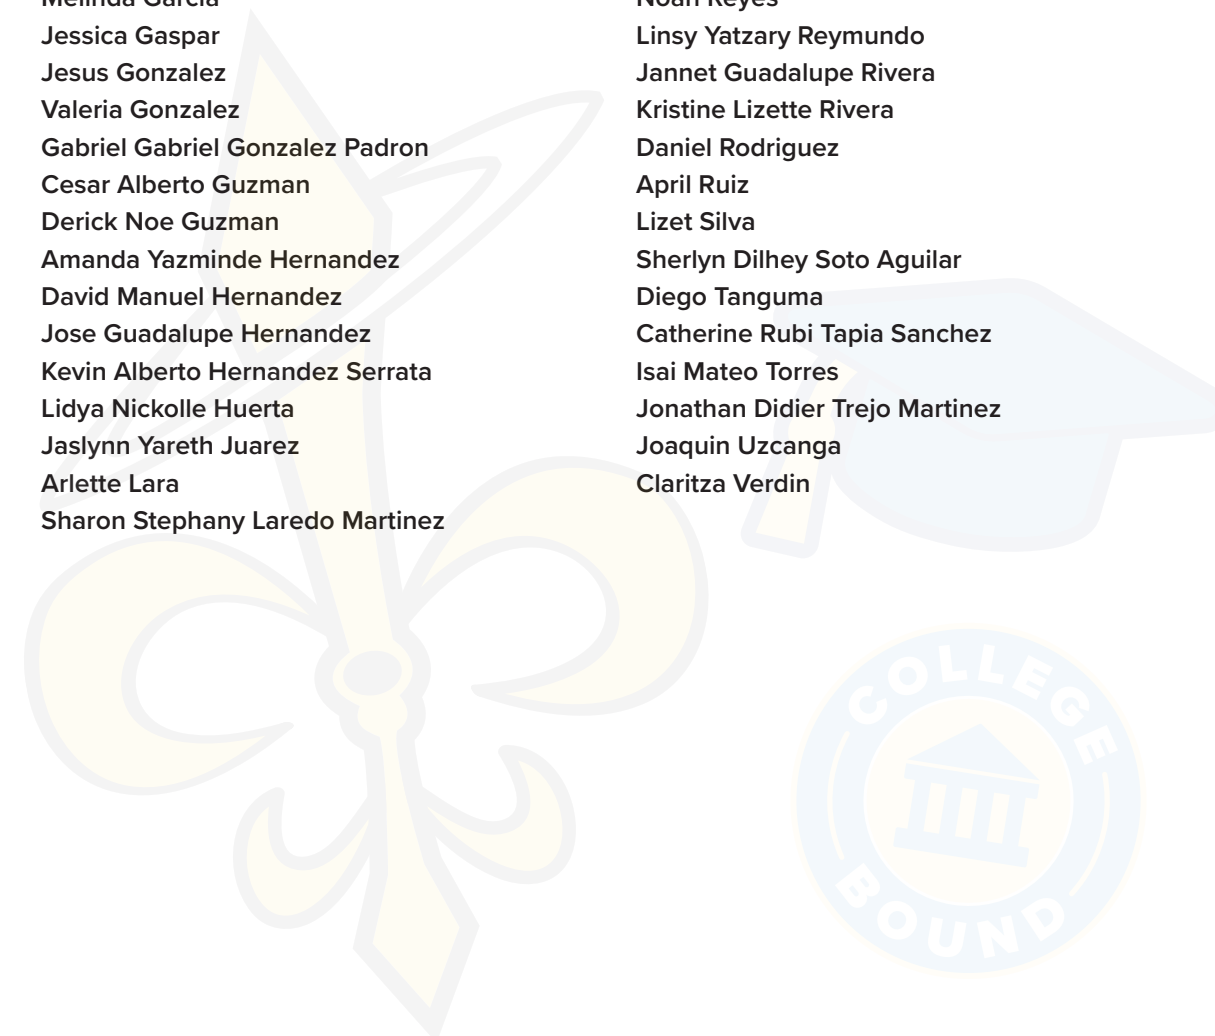 Melinda Garcia
Jessica Gaspar
Jesus Gonzalez
Valeria Gonzalez
Gabriel Gabriel Gonzalez Padron
Cesar Alberto Guzman
Derick Noe Guzman
Amanda Yazminde Hernandez
David Manuel Hernandez
Jose Guadalupe Hernandez
Kevin Alberto Hernandez Serrata
Lidya Nickolle Huerta
Jaslynn Yareth Juarez
Arlette Lara
Sharon Stephany Laredo Martinez
Noah Reyes
Linsy Yatzary Reymundo
Jannet Guadalupe Rivera
Kristine Lizette Rivera
Daniel Rodriguez
April Ruiz
Lizet Silva
Sherlyn Dilhey Soto Aguilar
Diego Tanguma
Catherine Rubi Tapia Sanchez
Isai Mateo Torres
Jonathan Didier Trejo Martinez
Joaquin Uzcanga
Claritza Verdin
COLLEGE
BOUND